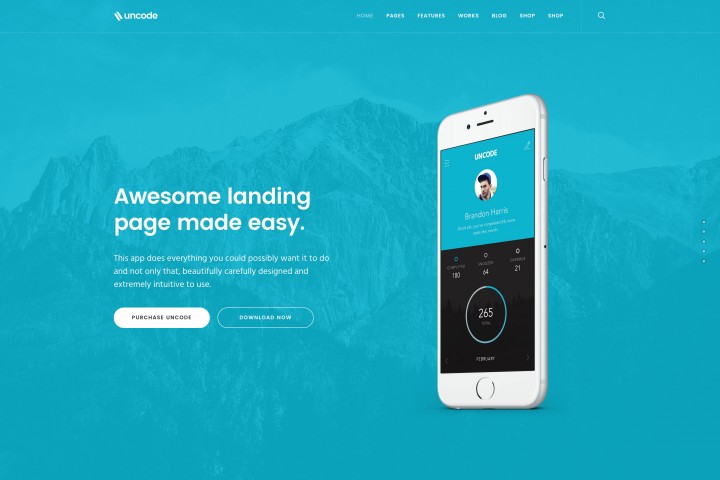 uncode
HOME PAGES FEATURES WORKS BLOG SHOP SHOP
Awesome landing
page made easy.
This app does everything you could possibly want it to do
and not only that, beautifully carefully designed and
extremely intuitive to use.
PURCHASE UNCODE DOWNLOAD NOW
UNCODE
Brandon Harris
180 64 21
265
TOTAL
FEBRUARY